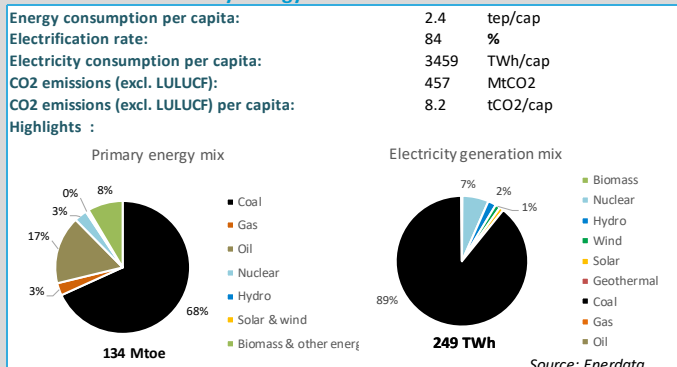 Energy consumption per capita: 2.4 tep/cap
Electrification rate: 84 %
Electricity consumption per capita: 3459 TWh/cap
CO2 emissions (excl. LULUCF): 457 MtCO2
CO2 emissions (excl. LULUCF) per capita: 8.2 tCO2/cap
Highlights :
Primary energy mix
0% 8%
3%
17%
3%
68%
Coal
Gas
Oil
Nuclear
Hydro
Solar & wind
Biomass & other energ
134 Mtoe
Electricity generation mix
7%
2%
1%
89%
Biomass
Nuclear
Hydro
Wind
Solar
Geothermal
Coal
Gas
Oil
249 TWh
Source: Enerdata